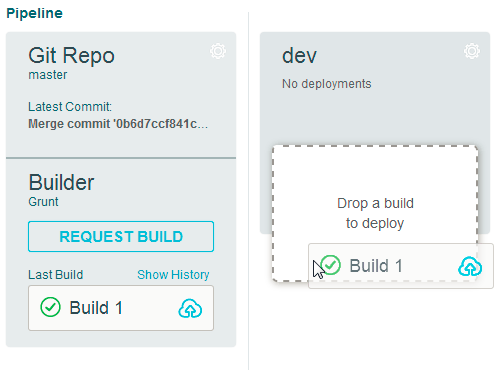 Pipeline
Git Repo
master
Latest Commit:
Merge commit '0b6d7ccf841c...
Builder
Grunt
REQUEST BUILD
Last Build Show History
Build 1
dev
No deployments
Drop a build
to deploy
Build 1